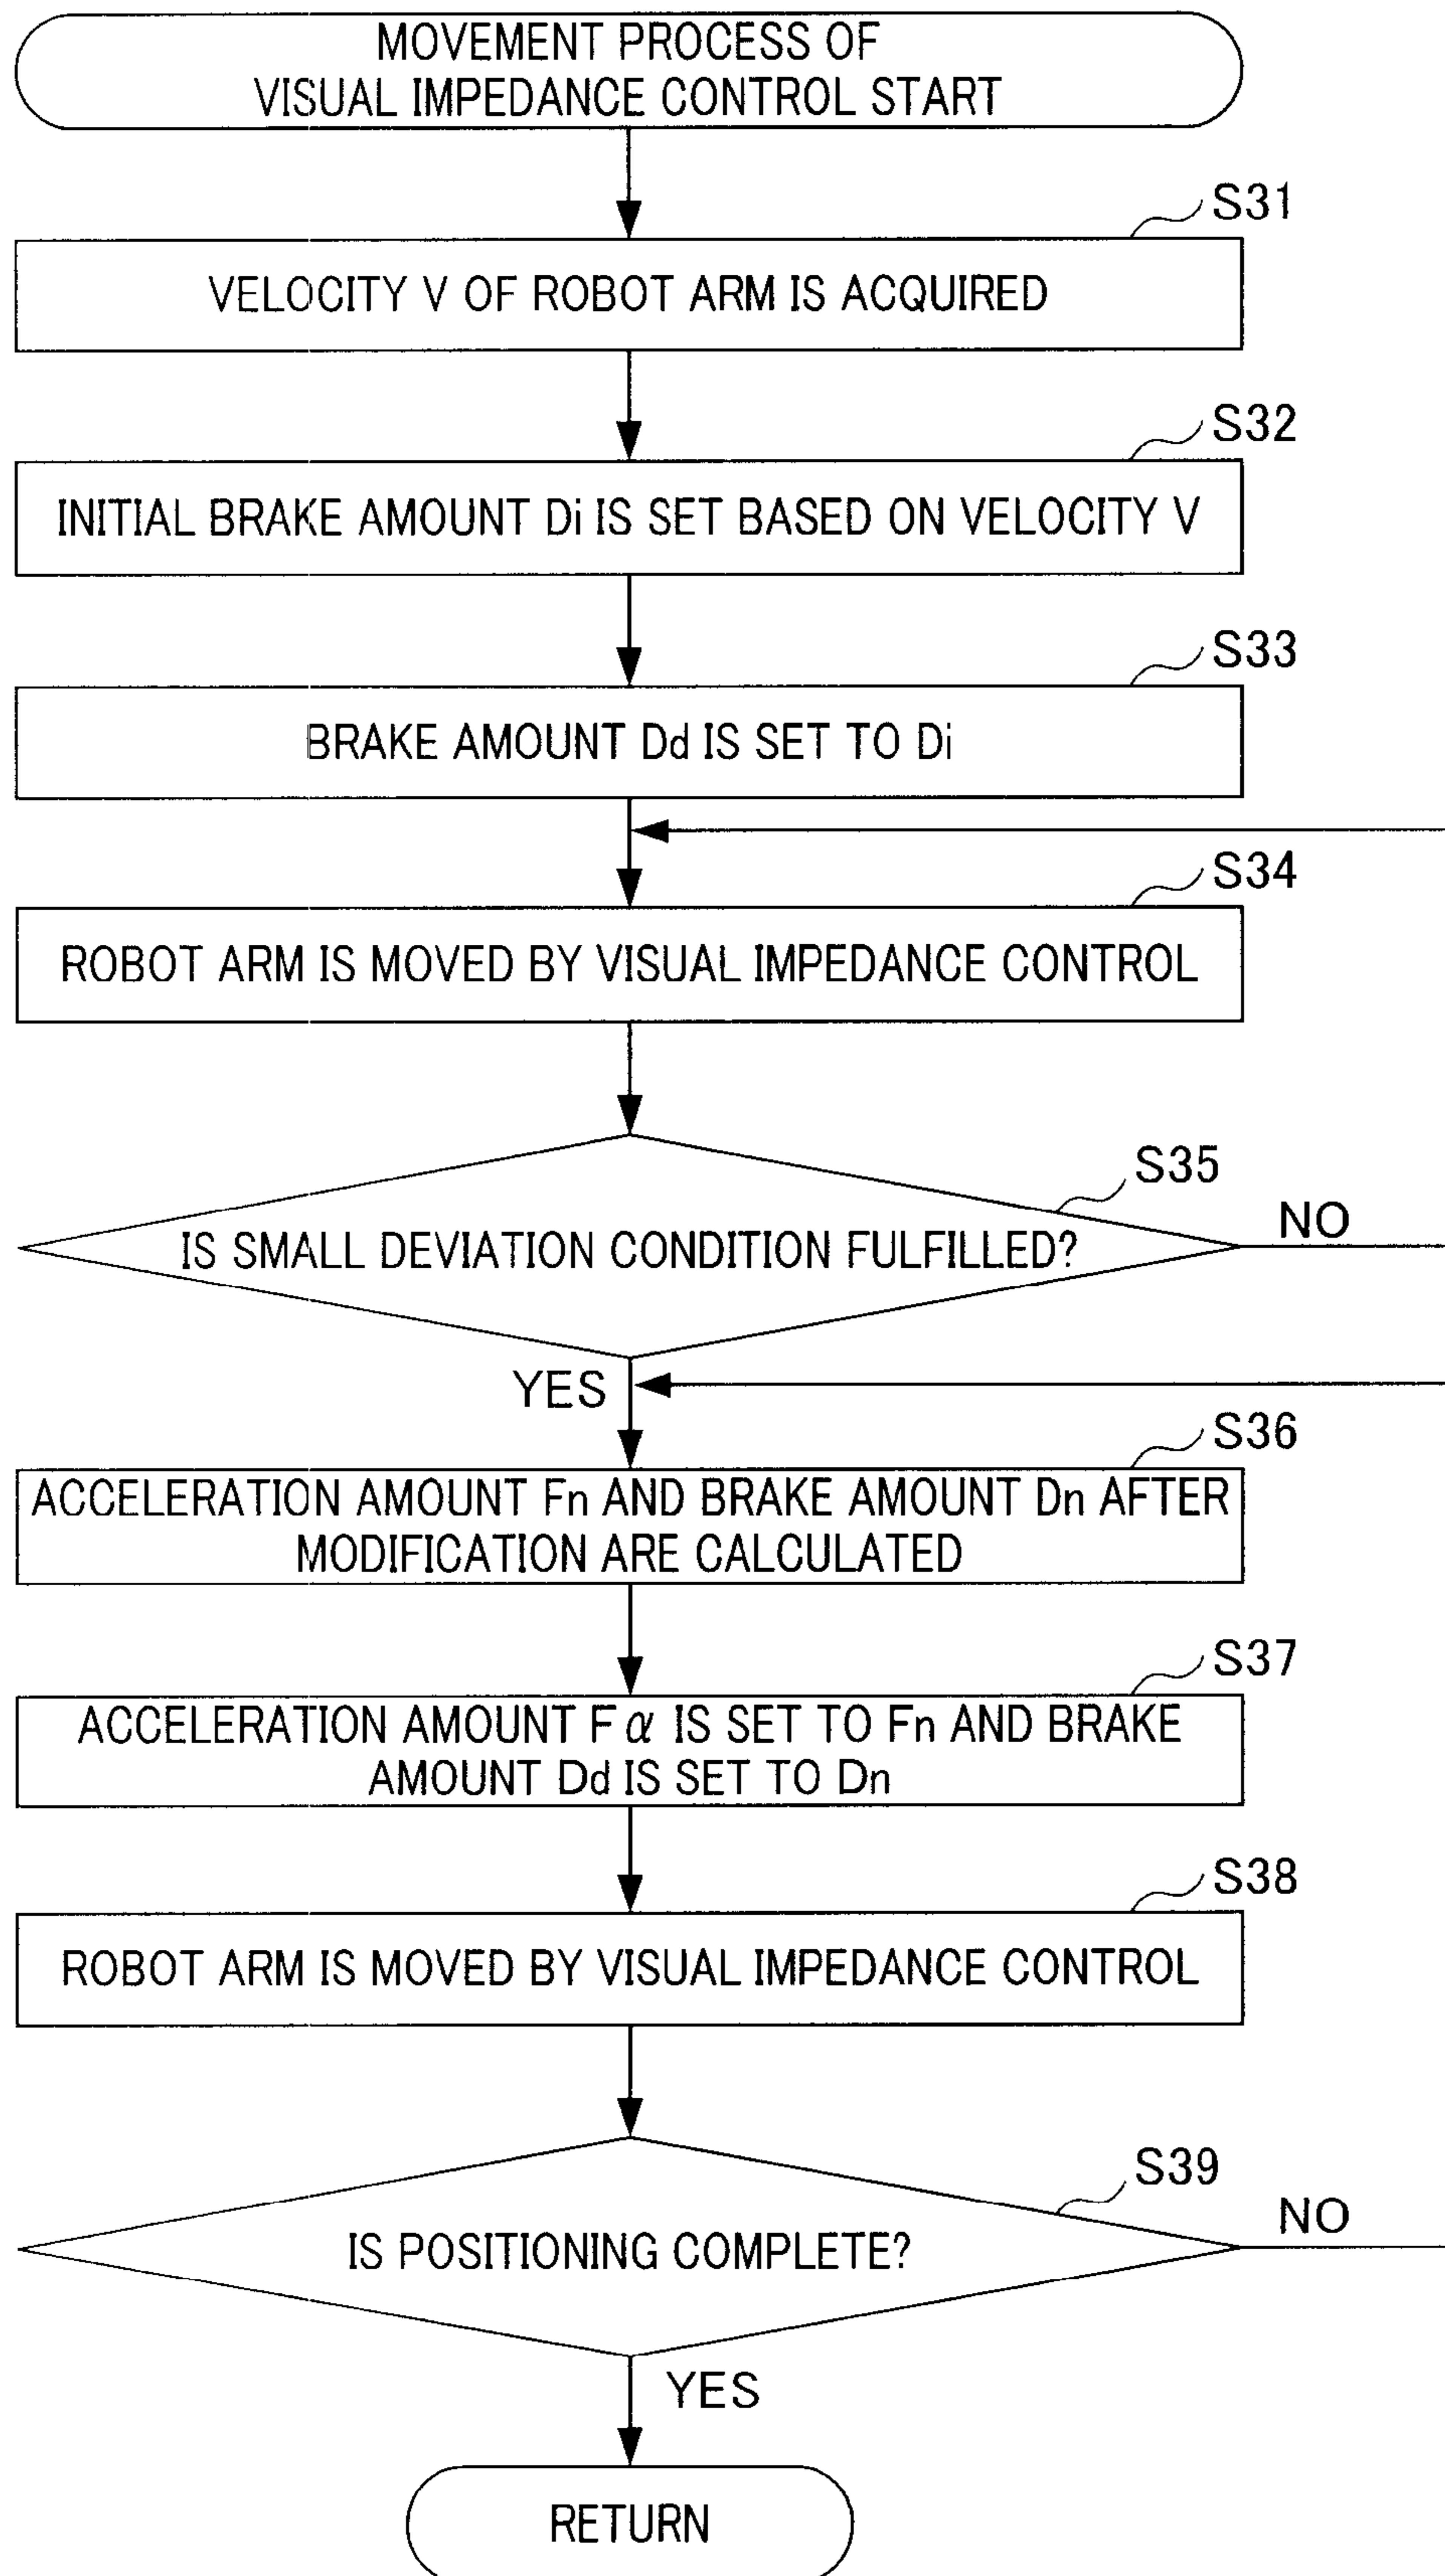 MOVEMENT PROCESS OF
VISUAL IMPEDANCE CONTROL START
S31
VELOCITY V OF ROBOT ARM IS ACQUIRED
S32
INITIAL BRAKE AMOUNT Di IS SET BASED ON VELOCITY V
S33
BRAKE AMOUNT Dd IS SET TO Di
S34
ROBOT ARM IS MOVED BY VISUAL IMPEDANCE CONTROL
S35
IS SMALL DEVIATION CONDITION FULFILLED?
NO
YES
S36
ACCELERATION AMOUNT Fn AND BRAKE AMOUNT Dn AFTER
MODIFICATION ARE CALCULATED
S37
ACCELERATION AMOUNT Fα IS SET TO Fn AND BRAKE
AMOUNT Dd IS SET TO Dn
S38
ROBOT ARM IS MOVED BY VISUAL IMPEDANCE CONTROL
S39
IS POSITIONING COMPLETE?
NO
YES
RETURN